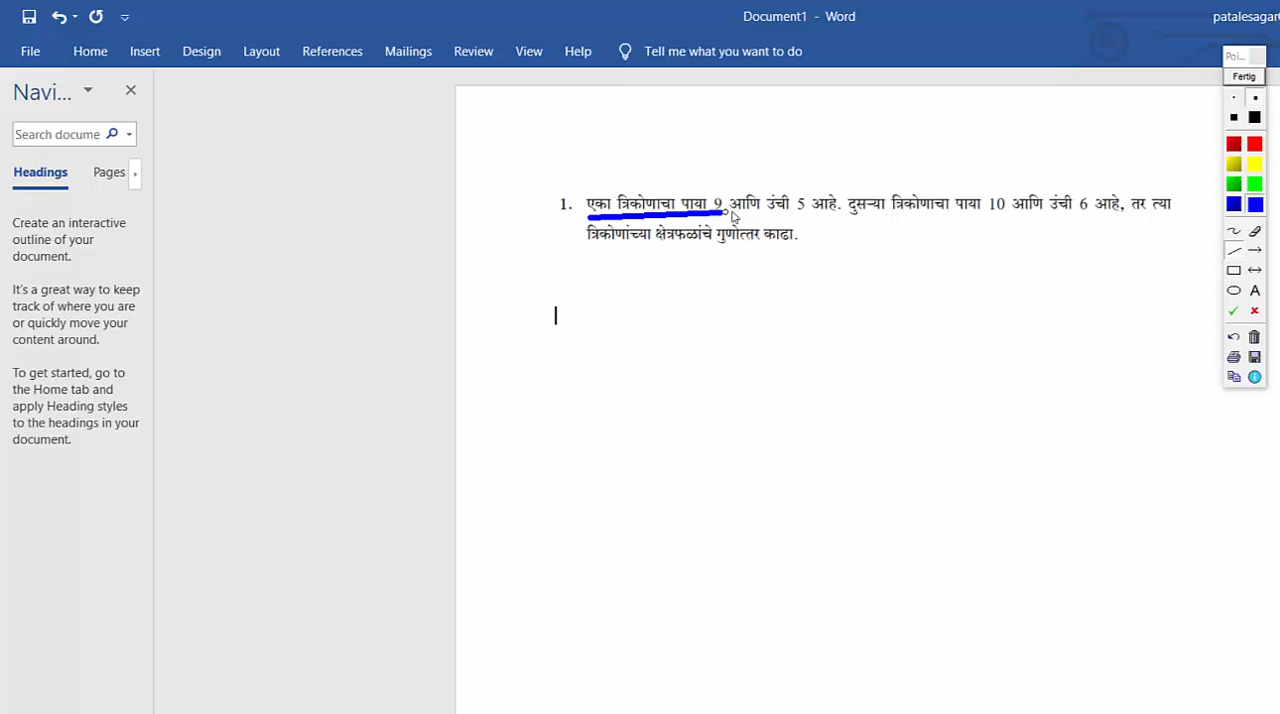 Document1 - Word
patalesagar
File Home Insert Design Layout References Mailings Review View Help Tell me what you want to do
Poi...
Fertig
Navi...
Search docume
Headings Pages
Create an interactive
outline of your
document.
It's a great way to keep
track of where you are
or quickly move your
content around.
To get started, go to
the Home tab and
apply Heading styles
to the headings in your
document.
1. एका त्रिकोणाचा पाया 9 आणि उंची 5 आहे. दुसऱ्या त्रिकोणाचा पाया 10 आणि उंची 6 आहे, तर त्या
त्रिकोणांच्या क्षेत्रफळांचे गुणोत्तर काढा.
A